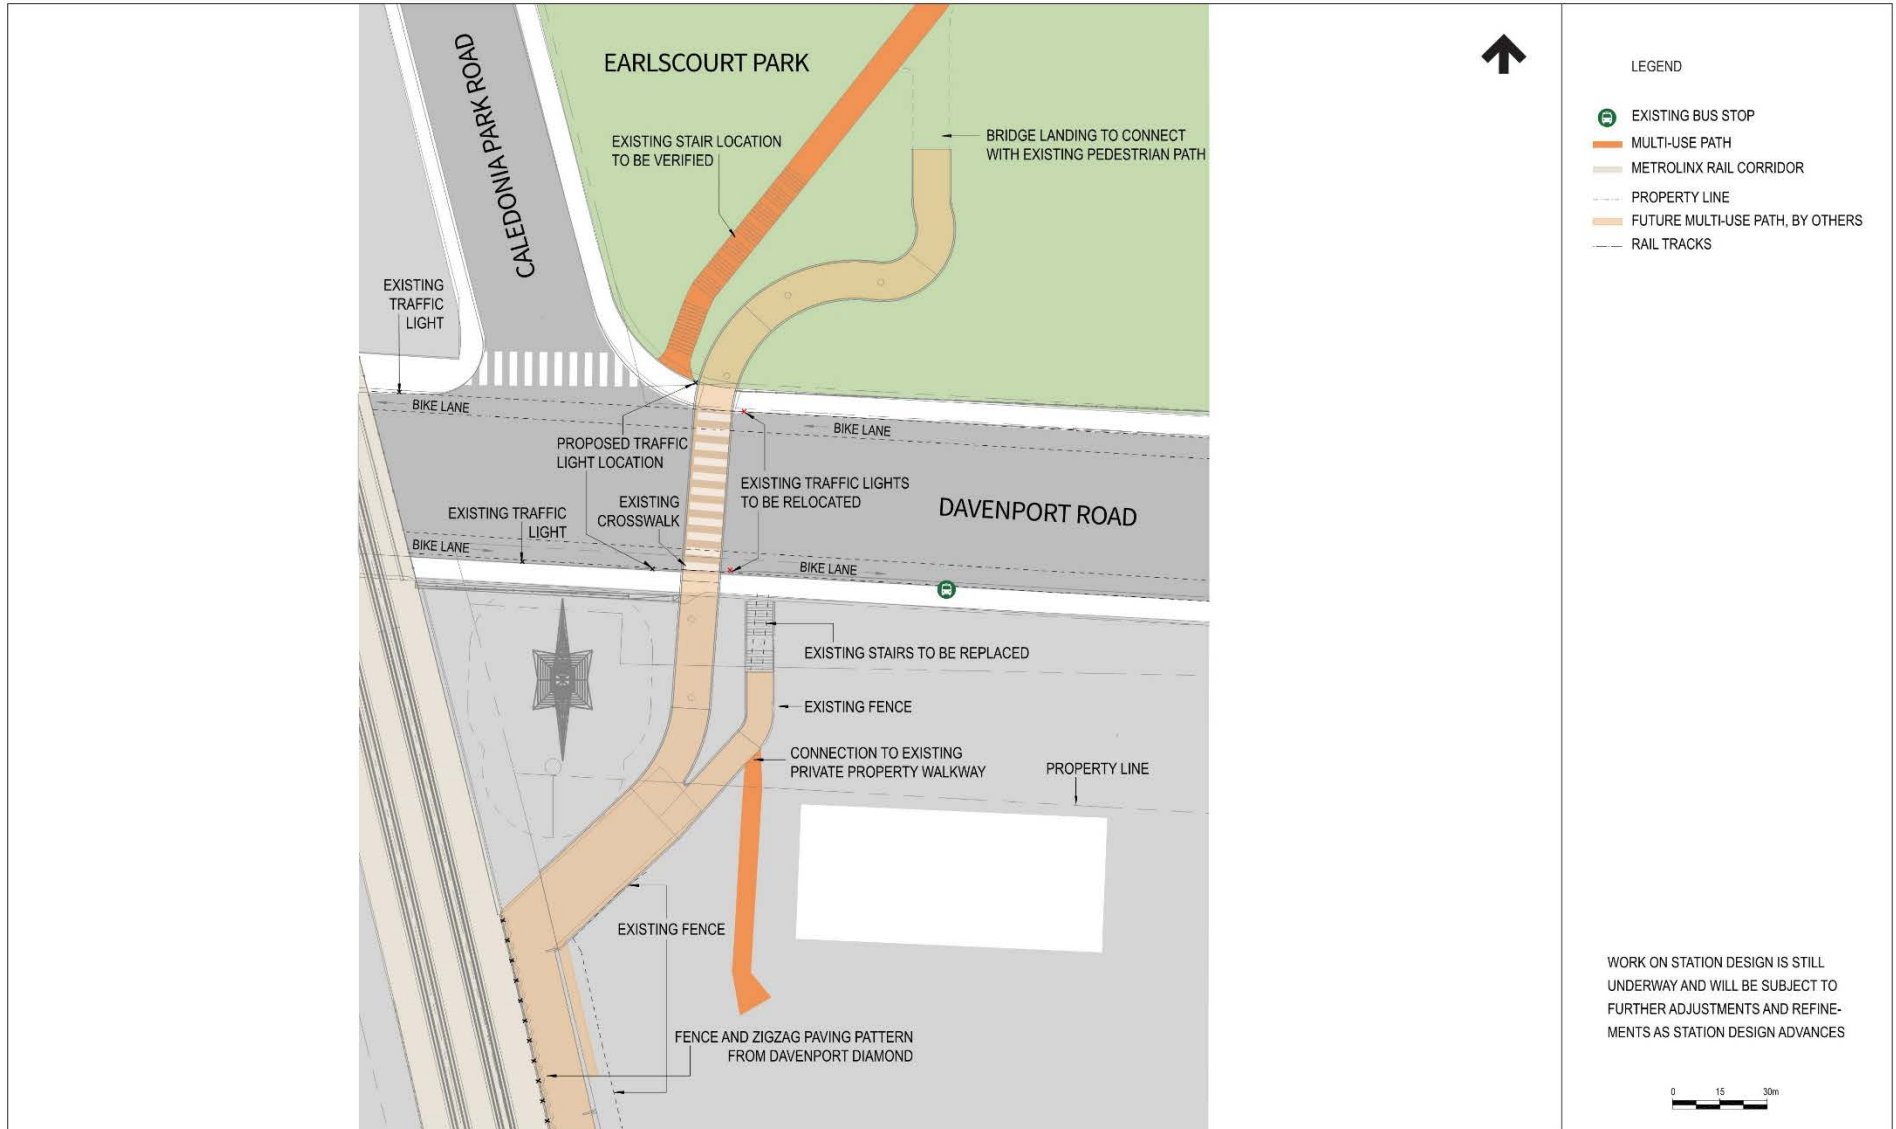 EARLSCOURT PARK
CALEDONIA PARK ROAD
EXISTING STAIR LOCATION
TO BE VERIFIED
BRIDGE LANDING TO CONNECT
WITH EXISTING PEDESTRIAN PATH
EXISTING
TRAFFIC
LIGHT
BIKE LANE
BIKE LANE
PROPOSED TRAFFIC
LIGHT LOCATION
EXISTING TRAFFIC LIGHTS
TO BE RELOCATED
EXISTING
CROSSWALK
DAVENPORT ROAD
EXISTING TRAFFIC
LIGHT
BIKE LANE
BIKE LANE
EXISTING STAIRS TO BE REPLACED
EXISTING FENCE
CONNECTION TO EXISTING
PRIVATE PROPERTY WALKWAY
PROPERTY LINE
EXISTING FENCE
FENCE AND ZIGZAG PAVING PATTERN
FROM DAVENPORT DIAMOND
LEGEND
EXISTING BUS STOP
MULTI-USE PATH
METROLINX RAIL CORRIDOR
PROPERTY LINE
FUTURE MULTI-USE PATH, BY OTHERS
RAIL TRACKS
WORK ON STATION DESIGN IS STILL
UNDERWAY AND WILL BE SUBJECT TO
FURTHER ADJUSTMENTS AND REFINE-
MENTS AS STATION DESIGN ADVANCES
0 15 30m